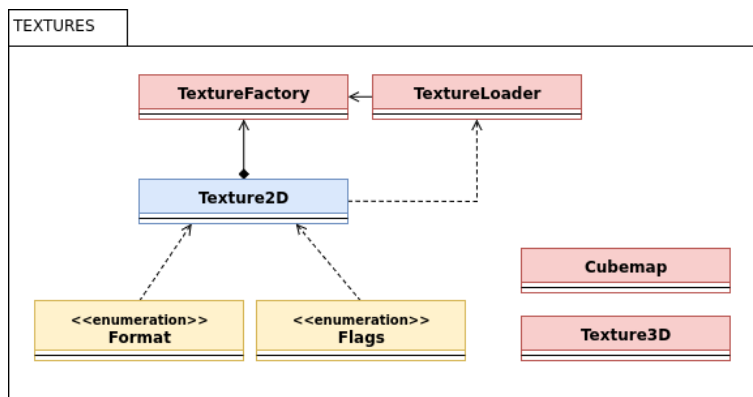 TEXTURES
TextureFactory
TextureLoader
Texture2D
Cubemap
<<enumeration>>
Format
<<enumeration>>
Flags
Texture3D